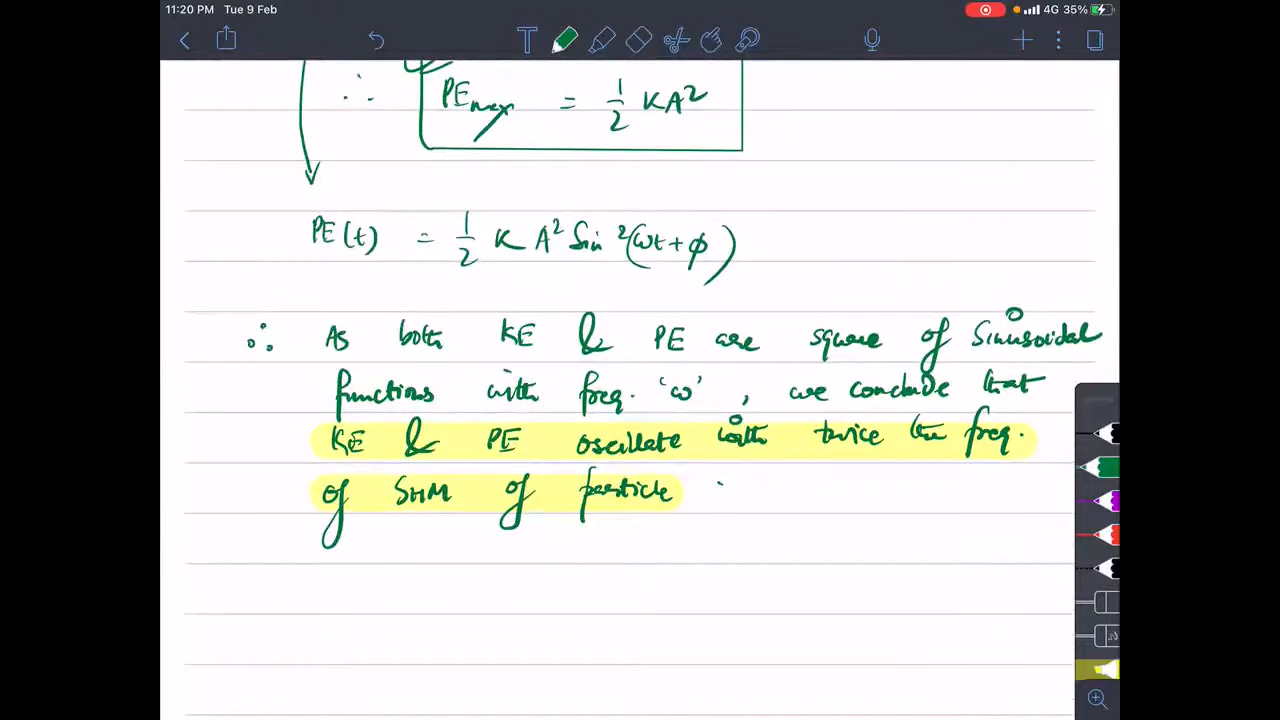 11:20 PM Tue 9 Feb 4G 35%
∴ PEmax = 1/2 KA²
PE(t) = 1/2 K A² Sin²(ωt + φ)
∴ As both KE & PE are square of Sinusoidal
functions with freq. 'ω', we conclude that
KE & PE oscillate with twice the freq.
of SHM of particle